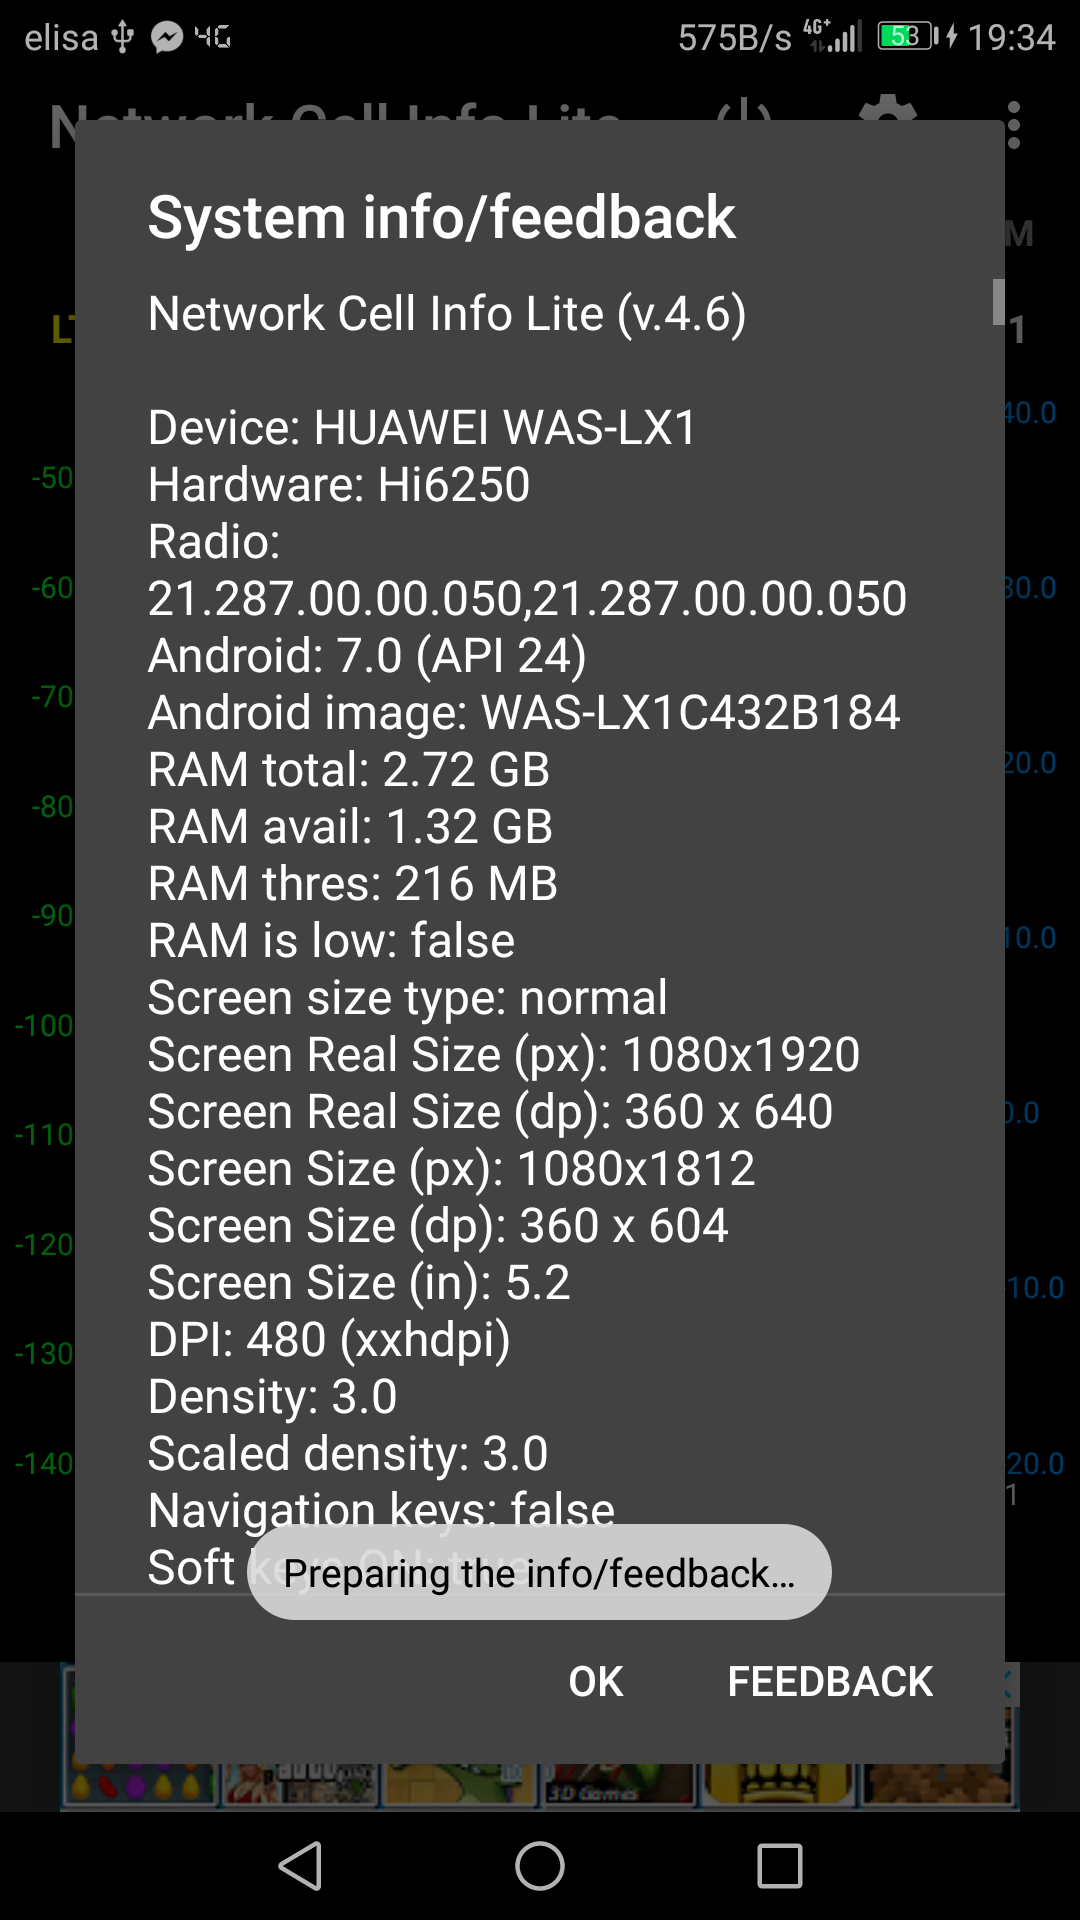 elisa 4G 575B/s 4G+ 53 19:34
Network Cell Info Lite
System info/feedback
M
Network Cell Info Lite (v.4.6)
1
40.0
Device: HUAWEI WAS-LX1
-50
Hardware: Hi6250
Radio:
-60
30.0
21.287.00.00.050,21.287.00.00.050
Android: 7.0 (API 24)
-70
Android image: WAS-LX1C432B184
RAM total: 2.72 GB
20.0
-80
RAM avail: 1.32 GB
RAM thres: 216 MB
-90
RAM is low: false
10.0
Screen size type: normal
-100
Screen Real Size (px): 1080x1920
Screen Real Size (dp): 360 x 640
0.0
-110
Screen Size (px): 1080x1812
Screen Size (dp): 360 x 604
-120
Screen Size (in): 5.2
-10.0
DPI: 480 (xxhdpi)
-130
Density: 3.0
Scaled density: 3.0
-140
-20.0
Navigation keys: false
1
Soft keys ON: true
Preparing the info/feedback...
OK FEEDBACK
3D Games